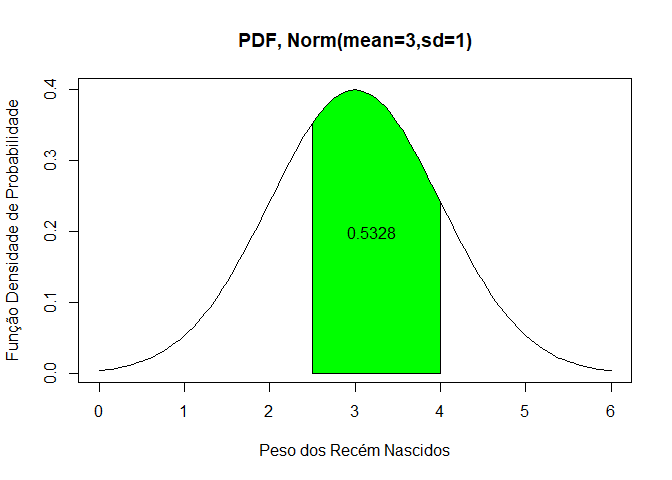 PDF, Norm(mean=3,sd=1)
Função Densidade de Probabilidade
0.4
0.3
0.2
0.1
0.0
0.5328
0 1 2 3 4 5 6
Peso dos Recém Nascidos